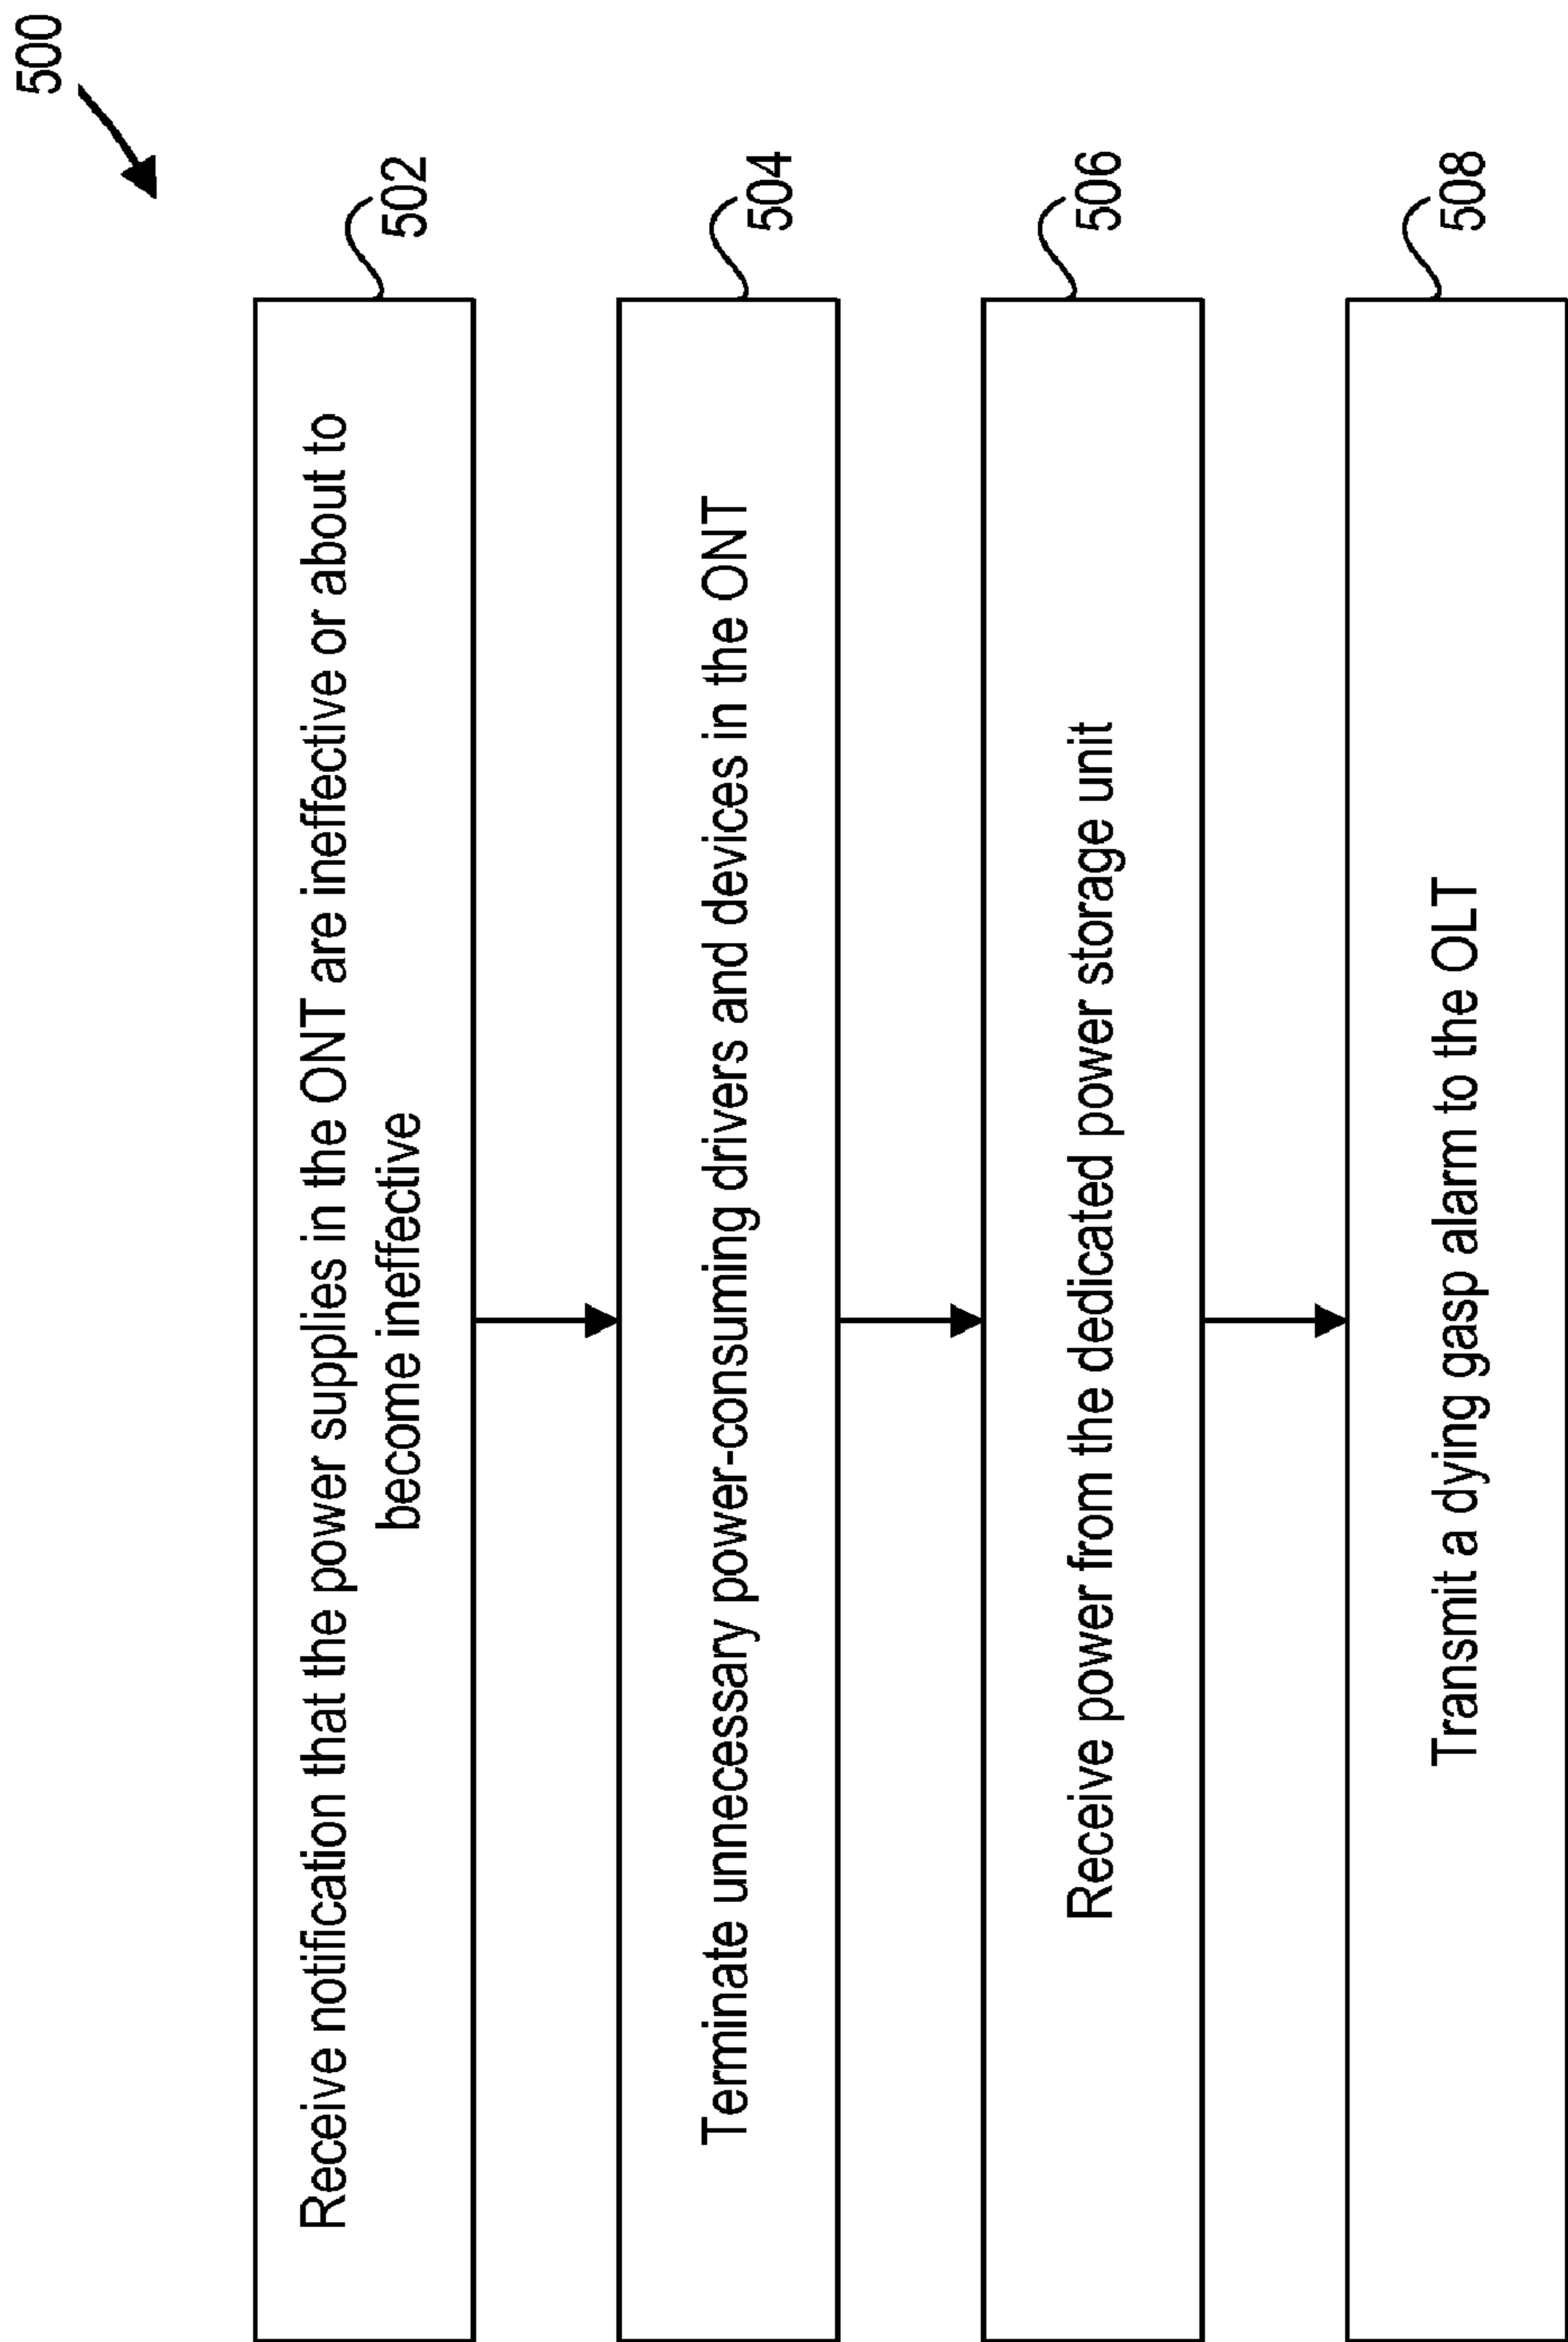 500
Receive notification that the power supplies in the ONT are ineffective or about to
become ineffective
502
Terminate unnecessary power-consuming drivers and devices in the ONT
504
Receive power from the dedicated power storage unit
506
Transmit a dying gasp alarm to the OLT
508